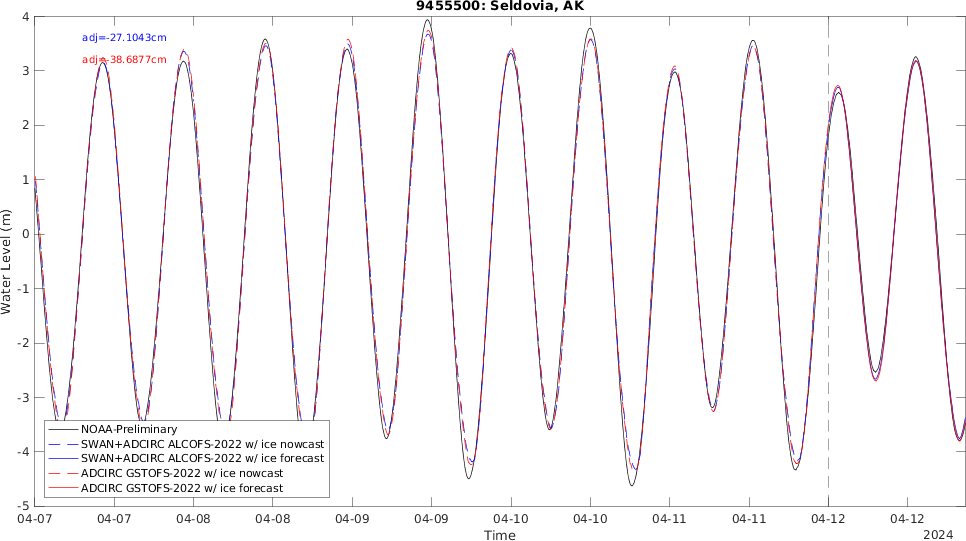 9455500: Seldovia, AK
adj=-27.1043cm
adj=-38.6877cm
Water Level (m)
4
3
2
1
0
-1
-2
-3
-4
-5
NOAA-Preliminary
SWAN+ADCIRC ALCOFS-2022 w/ ice nowcast
SWAN+ADCIRC ALCOFS-2022 w/ ice forecast
ADCIRC GSTOFS-2022 w/ ice nowcast
ADCIRC GSTOFS-2022 w/ ice forecast
04-07 04-07 04-08 04-08 04-09 04-09 04-10 04-10 04-11 04-11 04-12 04-12
Time
2024